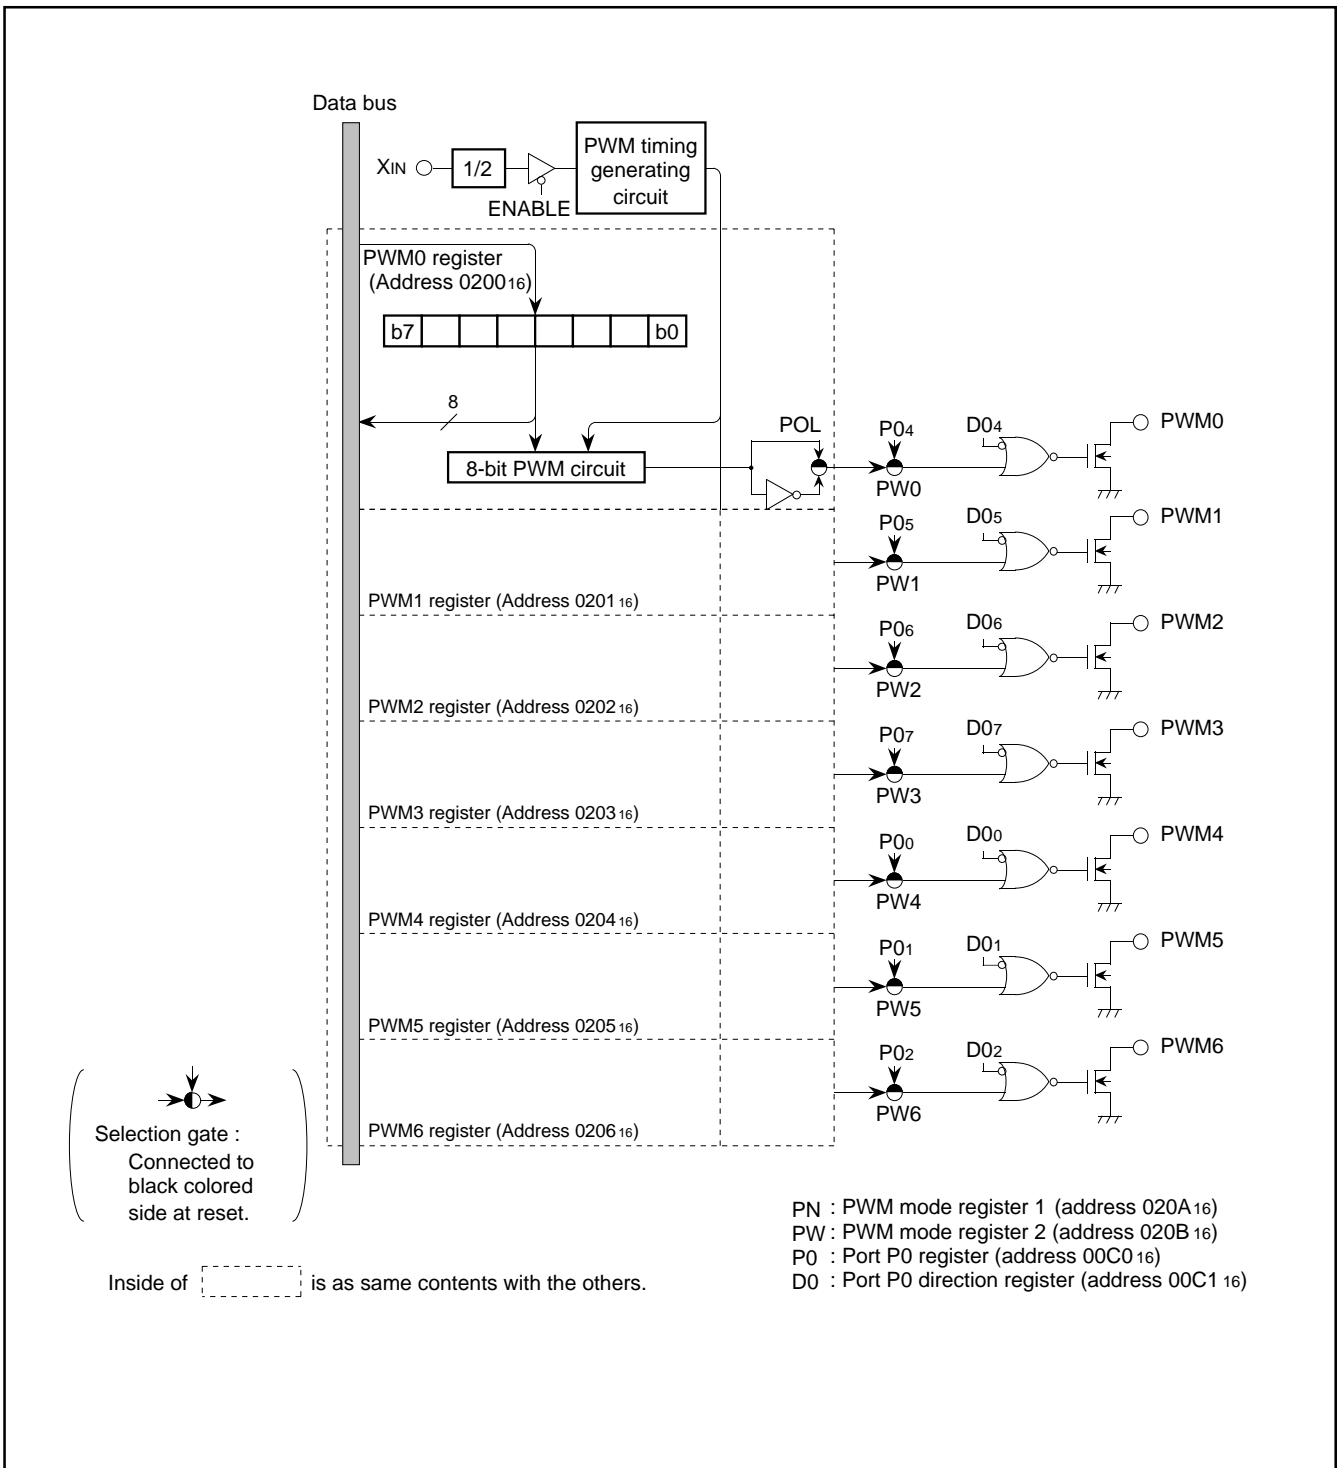 Data bus
XIN
1/2
ENABLE
PWM timing
generating
circuit
PWM0 register
(Address 020016)
b7
b0
8
8-bit PWM circuit
POL
P04
PW0
D04
PWM0
P05
PW1
D05
PWM1
PWM1 register (Address 020116)
P06
PW2
D06
PWM2
PWM2 register (Address 020216)
P07
PW3
D07
PWM3
PWM3 register (Address 020316)
P00
PW4
D00
PWM4
PWM4 register (Address 020416)
P01
PW5
D01
PWM5
PWM5 register (Address 020516)
P02
PW6
D02
PWM6
PWM6 register (Address 020616)
Selection gate :
Connected to
black colored
side at reset.
Inside of is as same contents with the others.
PN : PWM mode register 1 (address 020A16)
PW : PWM mode register 2 (address 020B16)
P0 : Port P0 register (address 00C016)
D0 : Port P0 direction register (address 00C116)